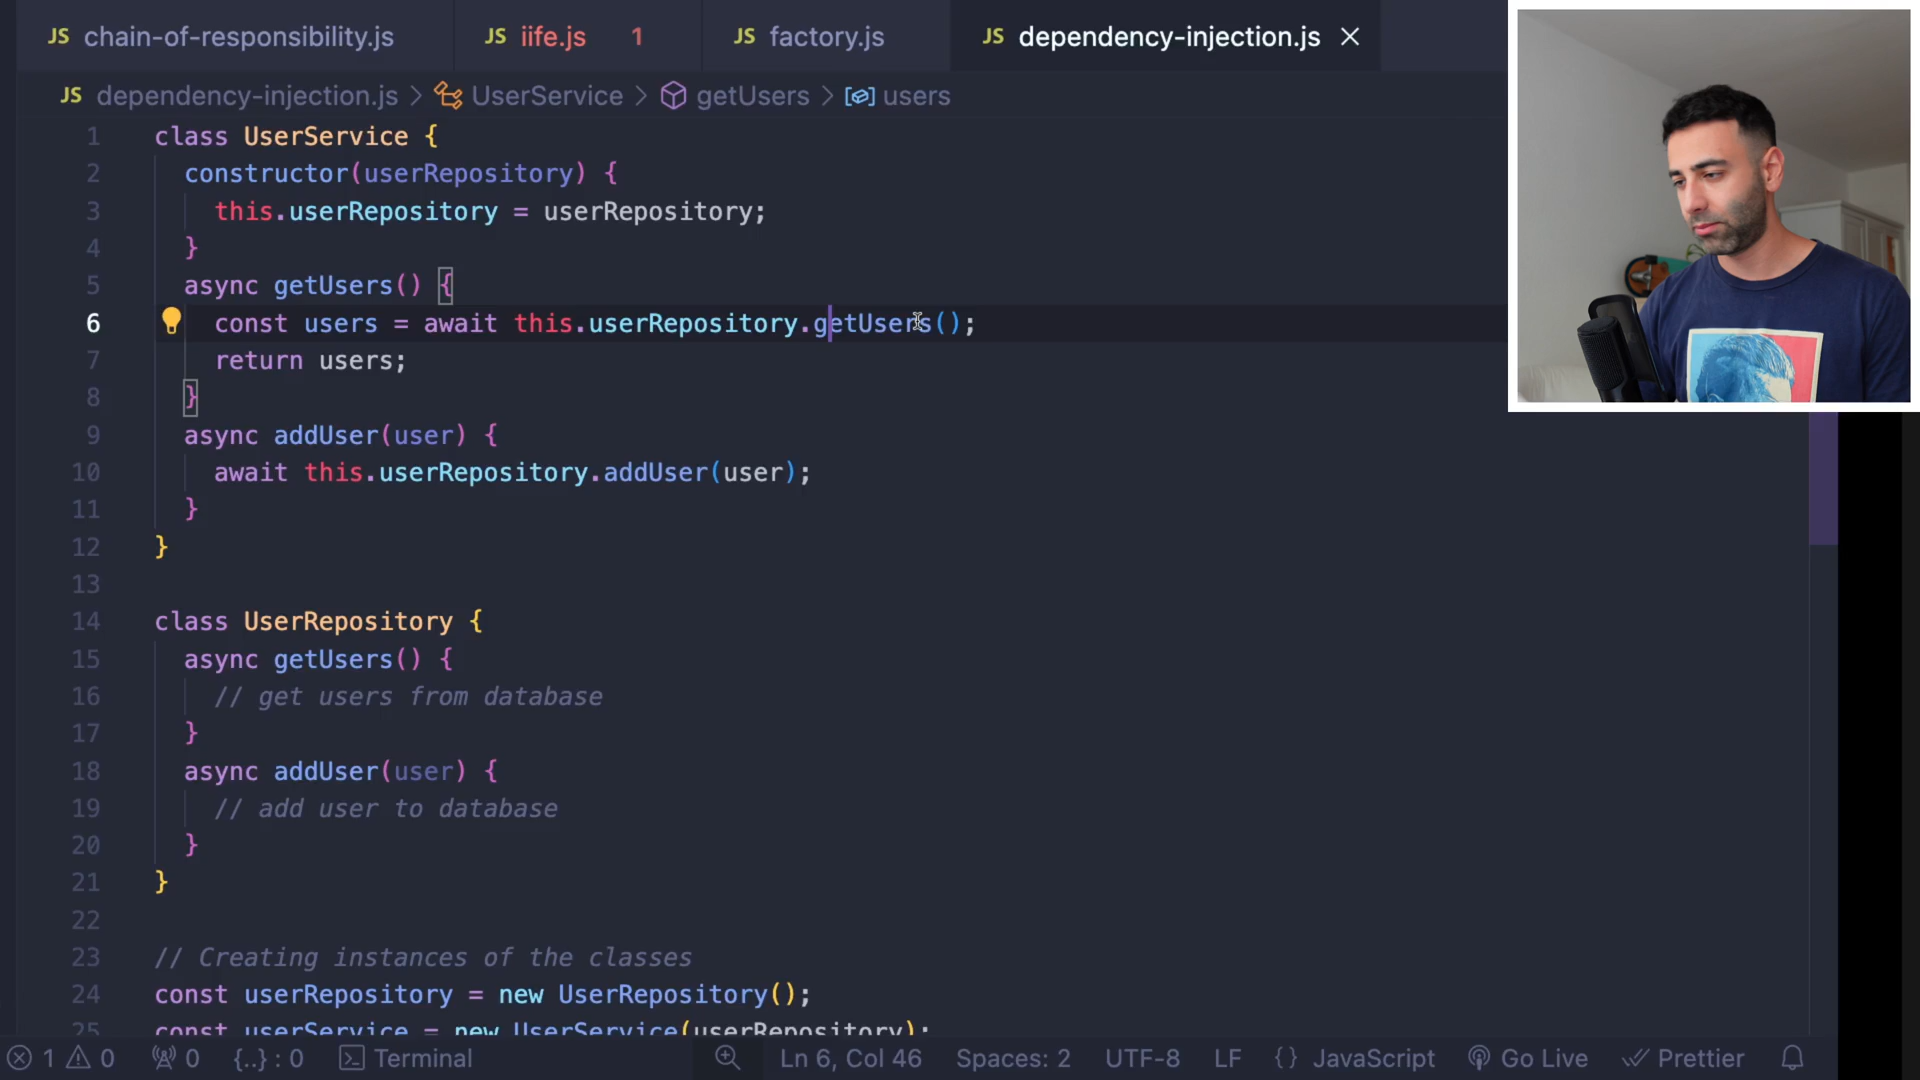 JS chain-of-responsibility.js JS iife.js 1 JS factory.js JS dependency-injection.js
JS dependency-injection.js > UserService > getUsers > users
1 class UserService {
2 constructor(userRepository) {
3 this.userRepository = userRepository;
4 }
5 async getUsers() {
6 const users = await this.userRepository.getUsers();
7 return users;
8 }
9 async addUser(user) {
10 await this.userRepository.addUser(user);
11 }
12 }
13
14 class UserRepository {
15 async getUsers() {
16 // get users from database
17 }
18 async addUser(user) {
19 // add user to database
20 }
21 }
22
23 // Creating instances of the classes
24 const userRepository = new UserRepository();
25 const userService = new UserService(userRepository);
1 0 0 {..} : 0 Terminal Ln 6, Col 46 Spaces: 2 UTF-8 LF {} JavaScript Go Live Prettier